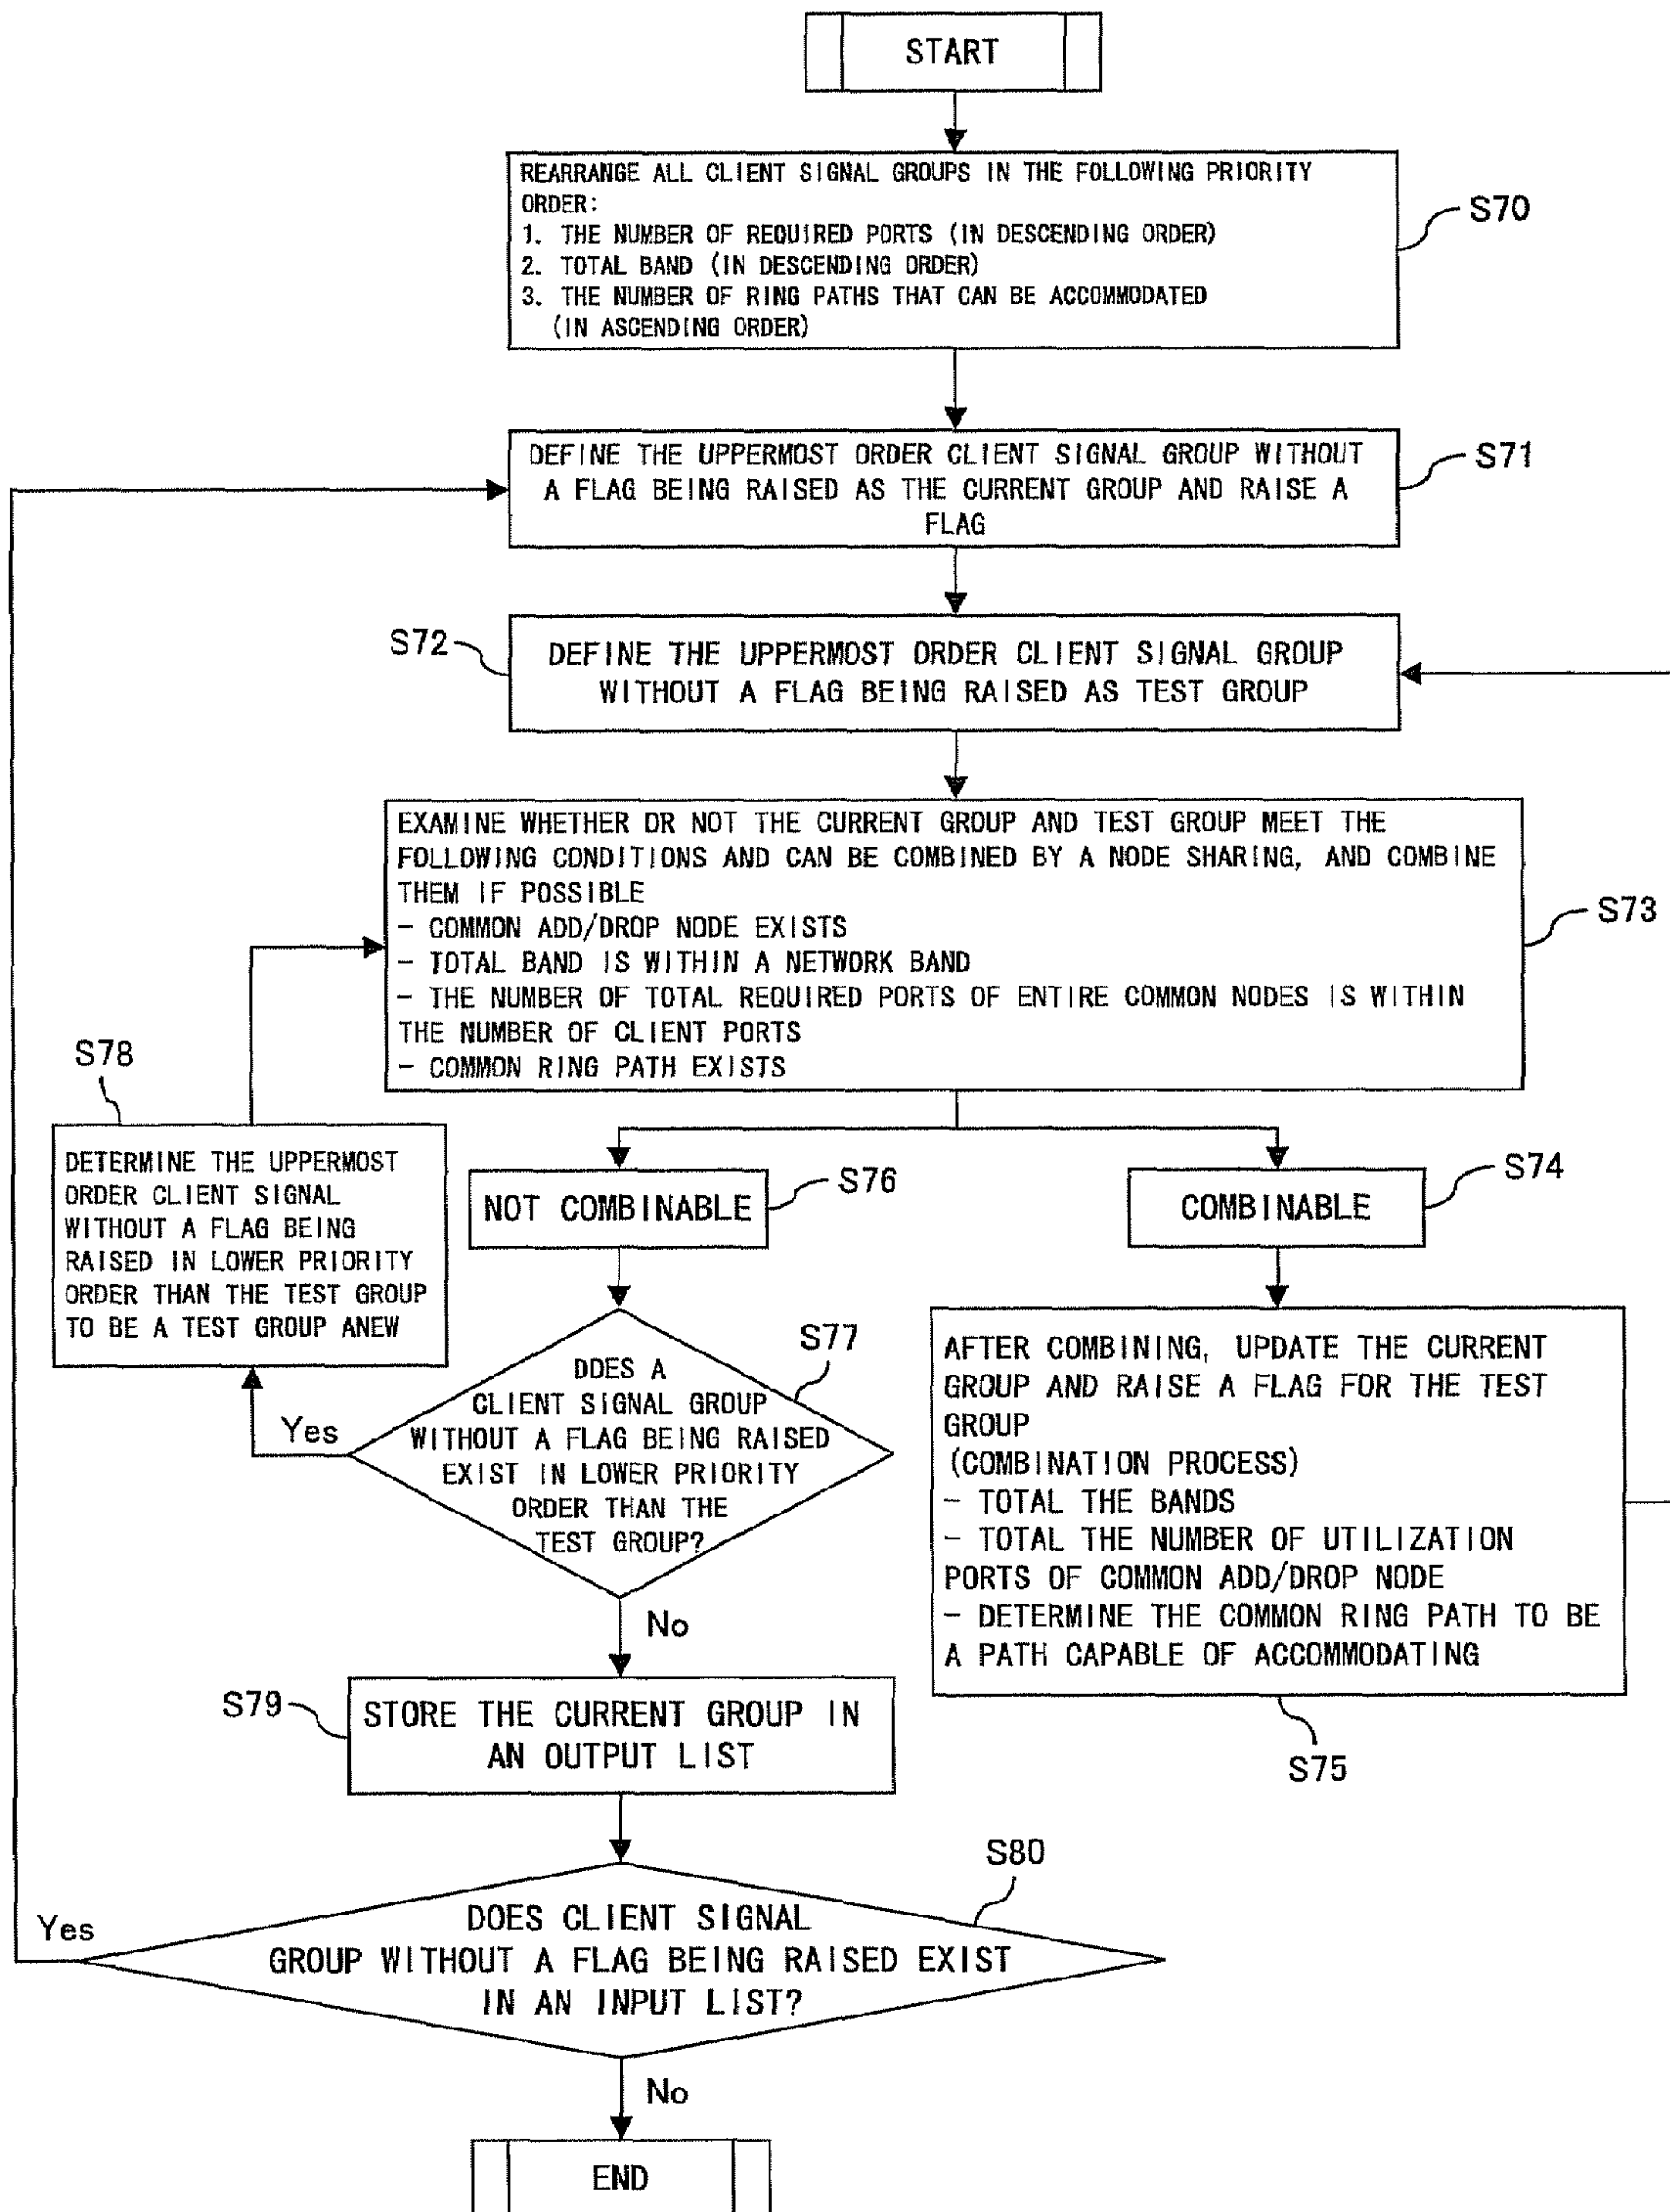 START
REARRANGE ALL CLIENT SIGNAL GROUPS IN THE FOLLOWING PRIORITY
ORDER:
1. THE NUMBER OF REQUIRED PORTS (IN DESCENDING ORDER)
2. TOTAL BAND (IN DESCENDING ORDER)
3. THE NUMBER OF RING PATHS THAT CAN BE ACCOMMODATED
(IN ASCENDING ORDER)
S70
DEFINE THE UPPERMOST ORDER CLIENT SIGNAL GROUP WITHOUT
A FLAG BEING RAISED AS THE CURRENT GROUP AND RAISE A
FLAG
S71
S72
DEFINE THE UPPERMOST ORDER CLIENT SIGNAL GROUP
WITHOUT A FLAG BEING RAISED AS TEST GROUP
EXAMINE WHETHER OR NOT THE CURRENT GROUP AND TEST GROUP MEET THE
FOLLOWING CONDITIONS AND CAN BE COMBINED BY A NODE SHARING, AND COMBINE
THEM IF POSSIBLE
- COMMON ADD/DROP NODE EXISTS
- TOTAL BAND IS WITHIN A NETWORK BAND
- THE NUMBER OF TOTAL REQUIRED PORTS OF ENTIRE COMMON NODES IS WITHIN
THE NUMBER OF CLIENT PORTS
- COMMON RING PATH EXISTS
S73
S78
DETERMINE THE UPPERMOST
ORDER CLIENT SIGNAL
WITHOUT A FLAG BEING
RAISED IN LOWER PRIORITY
ORDER THAN THE TEST GROUP
TO BE A TEST GROUP ANEW
NOT COMBINABLE
S76
COMBINABLE
S74
DOES A
CLIENT SIGNAL GROUP
WITHOUT A FLAG BEING RAISED
EXIST IN LOWER PRIORITY
ORDER THAN THE
TEST GROUP?
S77
Yes
No
AFTER COMBINING, UPDATE THE CURRENT
GROUP AND RAISE A FLAG FOR THE TEST
GROUP
(COMBINATION PROCESS)
- TOTAL THE BANDS
- TOTAL THE NUMBER OF UTILIZATION
PORTS OF COMMON ADD/DROP NODE
- DETERMINE THE COMMON RING PATH TO BE
A PATH CAPABLE OF ACCOMMODATING
S75
S79
STORE THE CURRENT GROUP IN
AN OUTPUT LIST
S80
DOES CLIENT SIGNAL
GROUP WITHOUT A FLAG BEING RAISED EXIST
IN AN INPUT LIST?
Yes
No
END